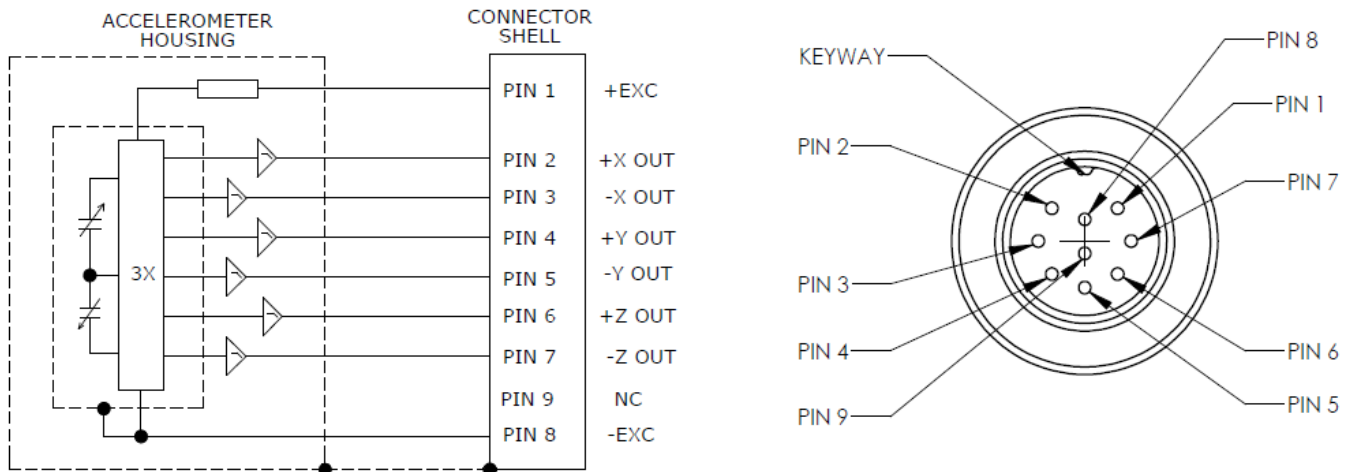 ACCELEROMETER
HOUSING
CONNECTOR
SHELL
PIN 1 +EXC
PIN 2 +X OUT
PIN 3 -X OUT
PIN 4 +Y OUT
3X
PIN 5 -Y OUT
PIN 6 +Z OUT
PIN 7 -Z OUT
PIN 9 NC
PIN 8 -EXC
KEYWAY
PIN 8
PIN 1
PIN 2
PIN 7
PIN 3
PIN 4
PIN 6
PIN 9
PIN 5